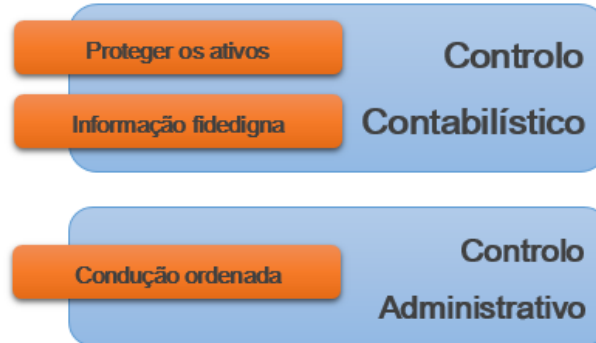 Proteger os ativos
Informação fidedigna
Controlo
Contabilístico
Condução ordenada
Controlo
Administrativo